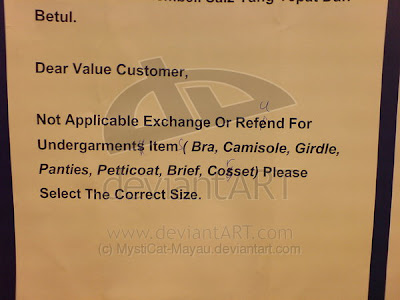 Saiz Yang Tepat Dan
Betul.
Dear Value Customer,
Not Applicable Exchange Or Refend For
Undergarments Item ( Bra, Camisole, Girdle,
Panties, Petticoat, Brief, Cosset) Please
deviantART
Select The Correct Size.
www.deviantART.com
(c) MystiCat-Mayau.deviantart.com